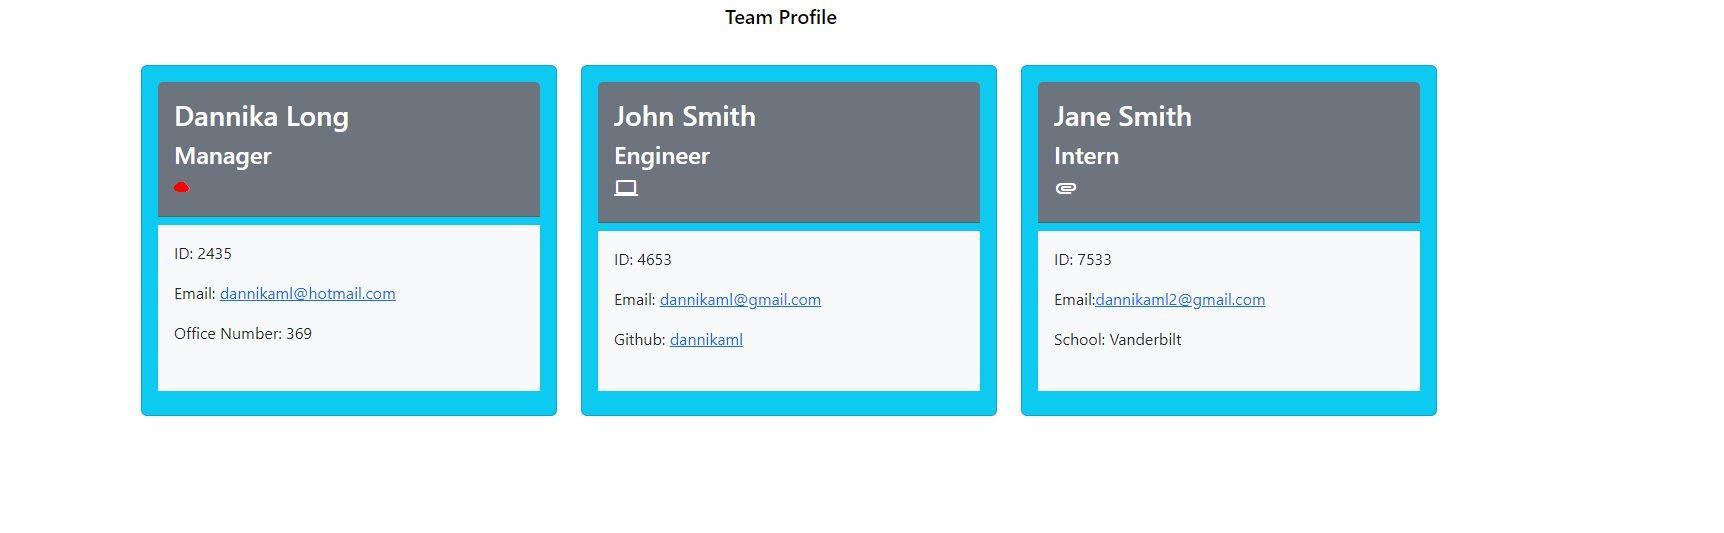 Team Profile
Dannika Long
Manager
ID: 2435
Email: dannikaml@hotmail.com
Office Number: 369
John Smith
Engineer
ID: 4653
Email: dannikaml@gmail.com
Github: dannikaml
Jane Smith
Intern
ID: 7533
Email:dannikaml2@gmail.com
School: Vanderbilt